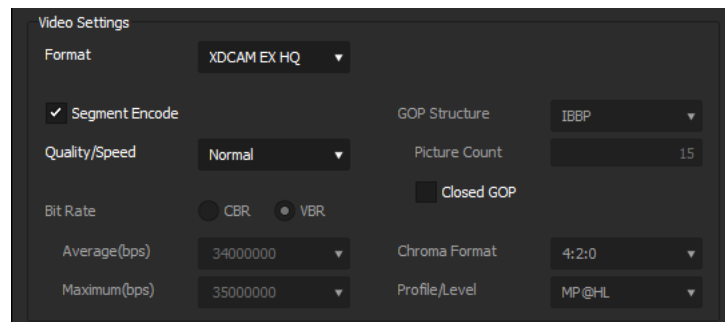 Video Settings
Format XDCAM EX HQ
Segment Encode GOP Structure IBBP
Quality/Speed Normal Picture Count 15
Closed GOP
Bit Rate CBR VBR
Average(bps) 34000000 Chroma Format 4:2:0
Maximum(bps) 35000000 Profile/Level MP@HL